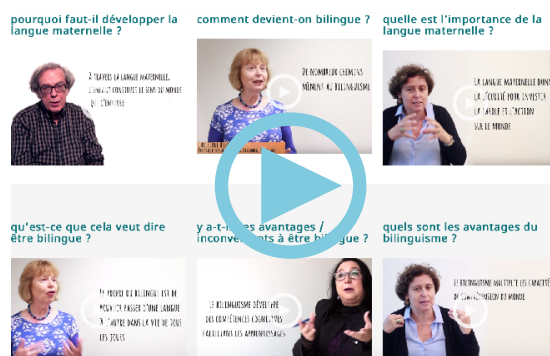 pourquoi faut-il développer la
langue maternelle ?
comment devient-on bilingue ?
quelle est l'importance de la
langue maternelle ?
À TRAVERS LA LANGUE MATERNELLE,
L'ENFANT CONSTRUIT LE SENS DU MONDE
QUI L'ENTOURE
DE NOMBREUX CHEMINS
MÈNENT AU BILINGUISME
LA LANGUE MATERNELLE DONNE
LA SÉCURITÉ POUR INVESTIR
LA PAROLE ET L'ACTION
SUR LE MONDE
qu'est-ce que cela veut dire
être bilingue ?
y a-t-il des avantages /
inconvénients à être bilingue ?
quels sont les avantages du
bilinguisme ?
LE PROPRE DU BILINGUE EST DE
POUVOIR PASSER D'UNE LANGUE
À L'AUTRE DANS LA VIE DE TOUS
LES JOURS
LE BILINGUISME DÉVELOPPE
DES COMPÉTENCES COGNITIVES
FACILITANT LES APPRENTISSAGES
LE BILINGUISME MULTIPLIE LES CAPACITÉ
DE COMPRÉHENSION DU MONDE